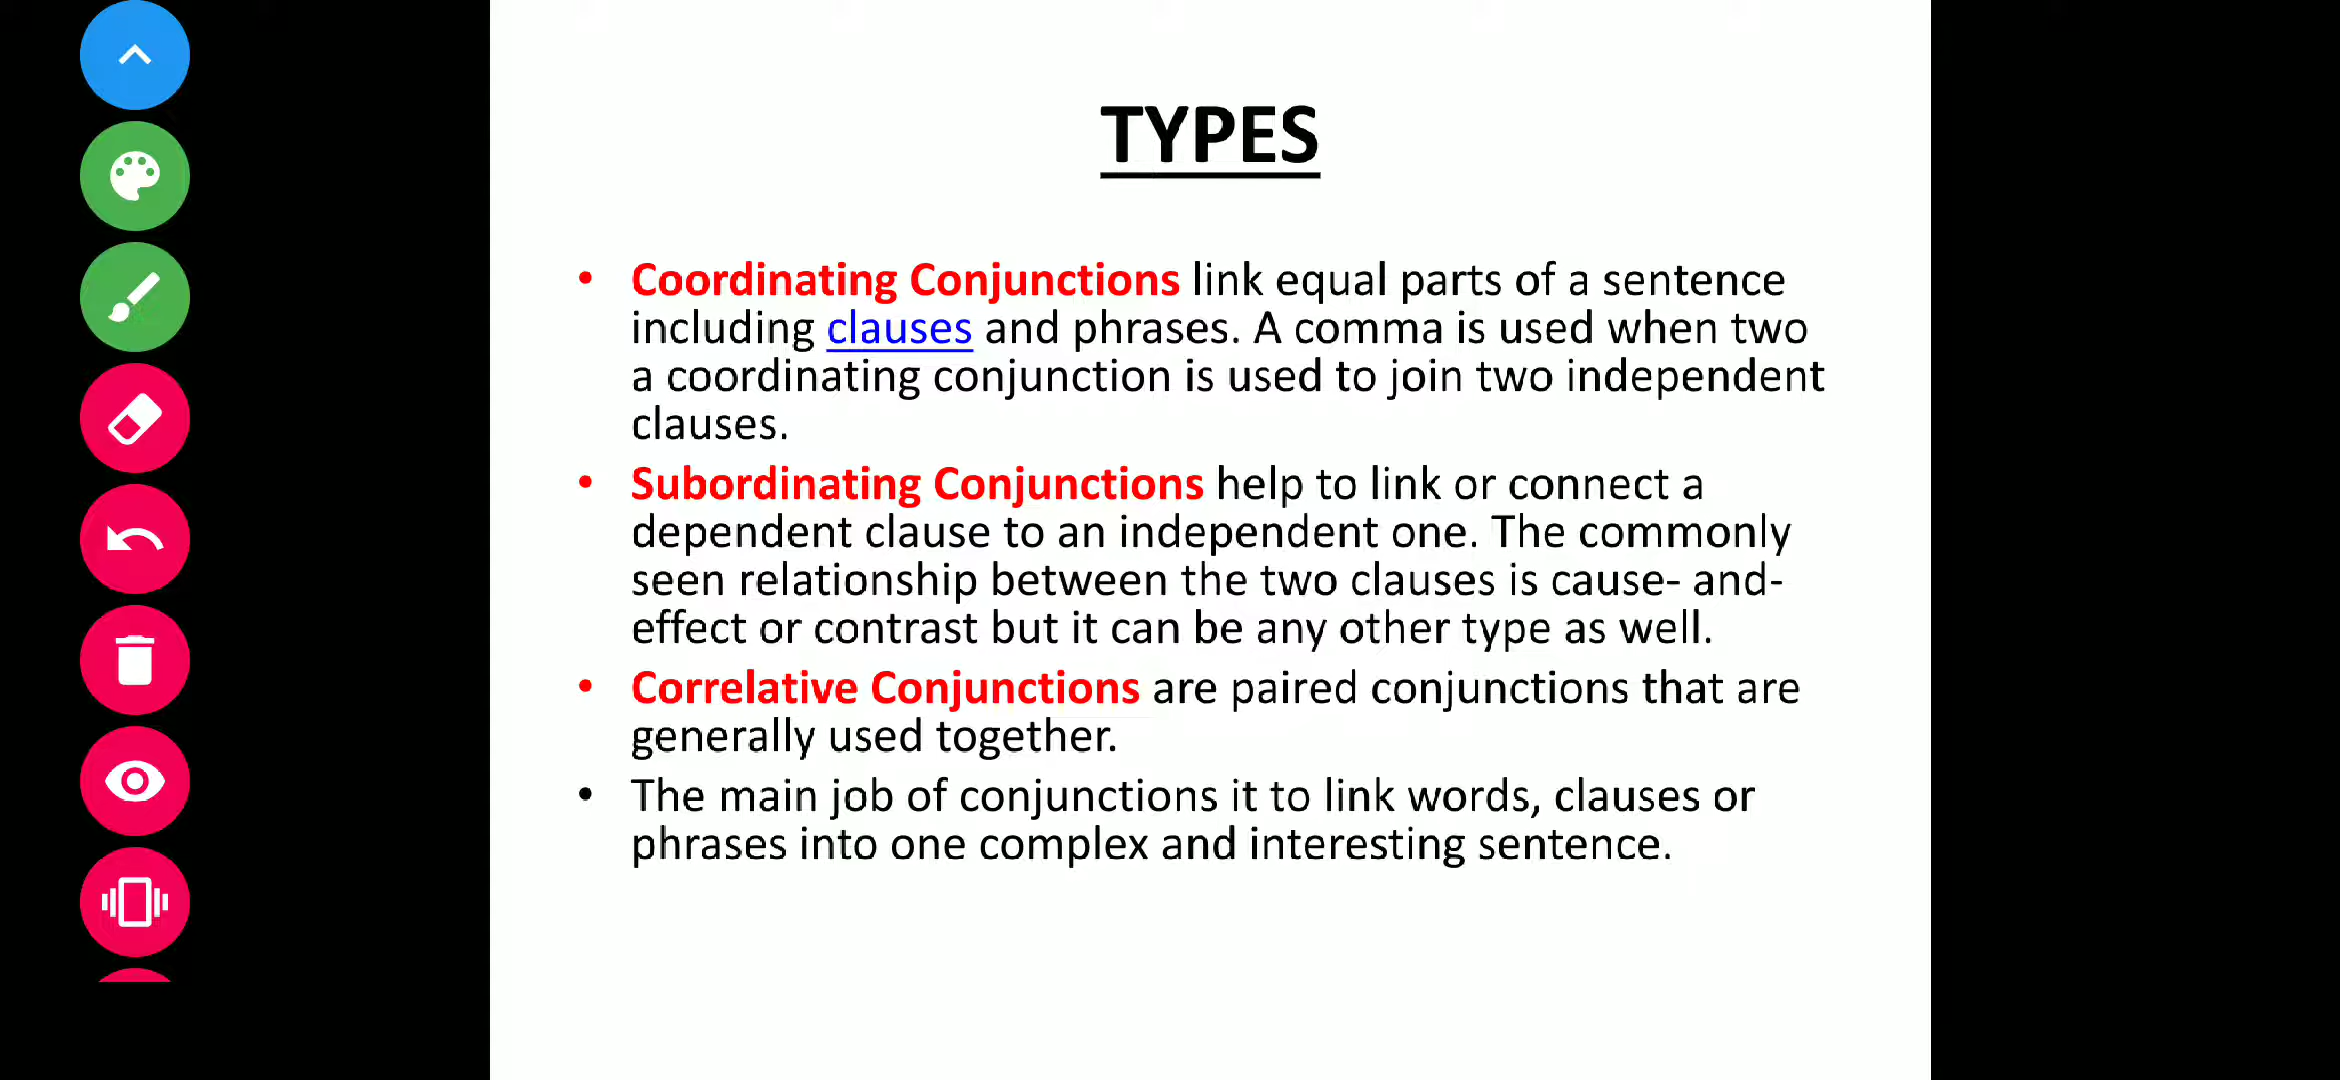 TYPES
• Coordinating Conjunctions link equal parts of a sentence
including clauses and phrases. A comma is used when two
a coordinating conjunction is used to join two independent
clauses.
• Subordinating Conjunctions help to link or connect a
dependent clause to an independent one. The commonly
seen relationship between the two clauses is cause- and-
effect or contrast but it can be any other type as well.
• Correlative Conjunctions are paired conjunctions that are
generally used together.
• The main job of conjunctions it to link words, clauses or
phrases into one complex and interesting sentence.